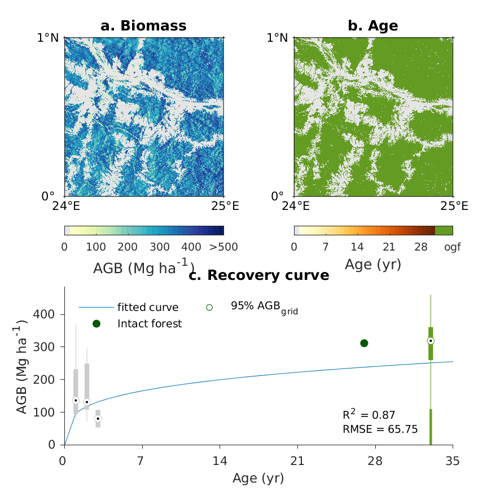 a. Biomass
b. Age
1°N
1°N
0°
0°
24°E
25°E
24°E
25°E
0 100 200 300 400 >500
AGB (Mg ha⁻¹)
0 7 14 21 28 ogf
Age (yr)
c. Recovery curve
fitted curve
95% AGB_grid
Intact forest
400
300
200
100
0
AGB (Mg ha⁻¹)
R² = 0.87
RMSE = 65.75
0 7 14 21 28 35
Age (yr)